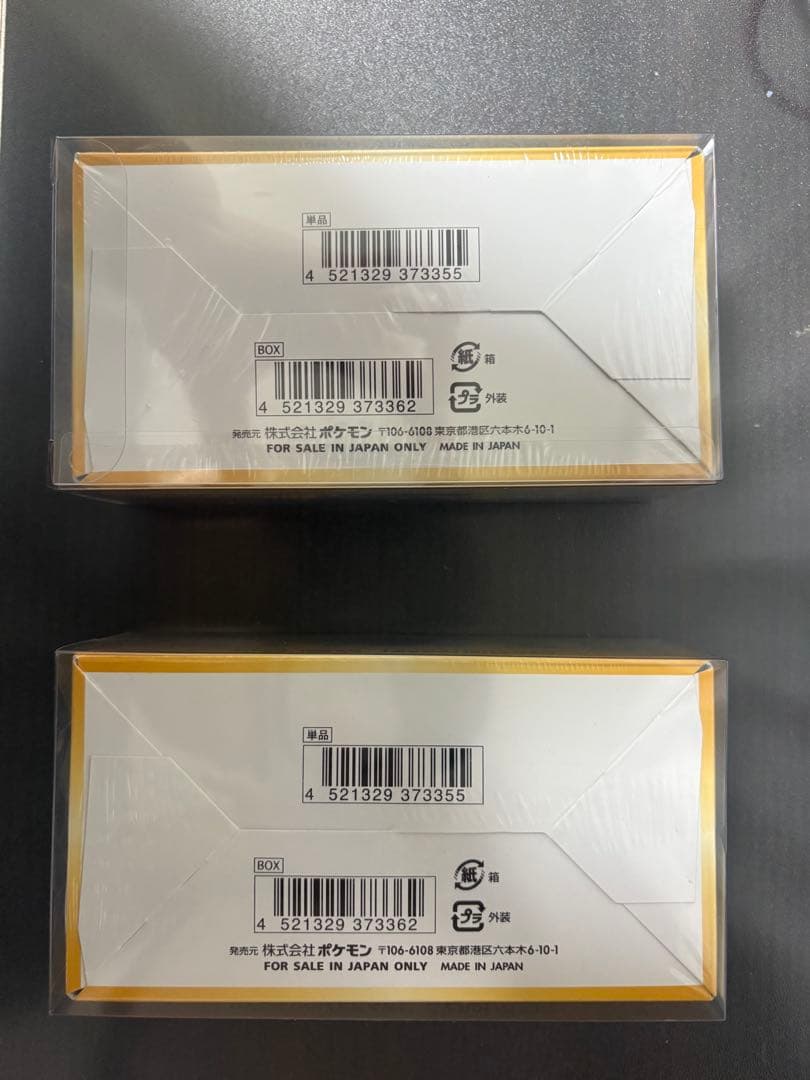 単品
4 521329 373355
BOX
4 521329 373362
紙 箱
プラ 外装
発売元 株式会社 ポケモン 〒106-6108 東京都港区六本木6-10-1
FOR SALE IN JAPAN ONLY MADE IN JAPAN
単品
4 521329 373355
BOX
4 521329 373362
紙 箱
プラ 外装
発売元 株式会社 ポケモン 〒106-6108 東京都港区六本木6-10-1
FOR SALE IN JAPAN ONLY MADE IN JAPAN